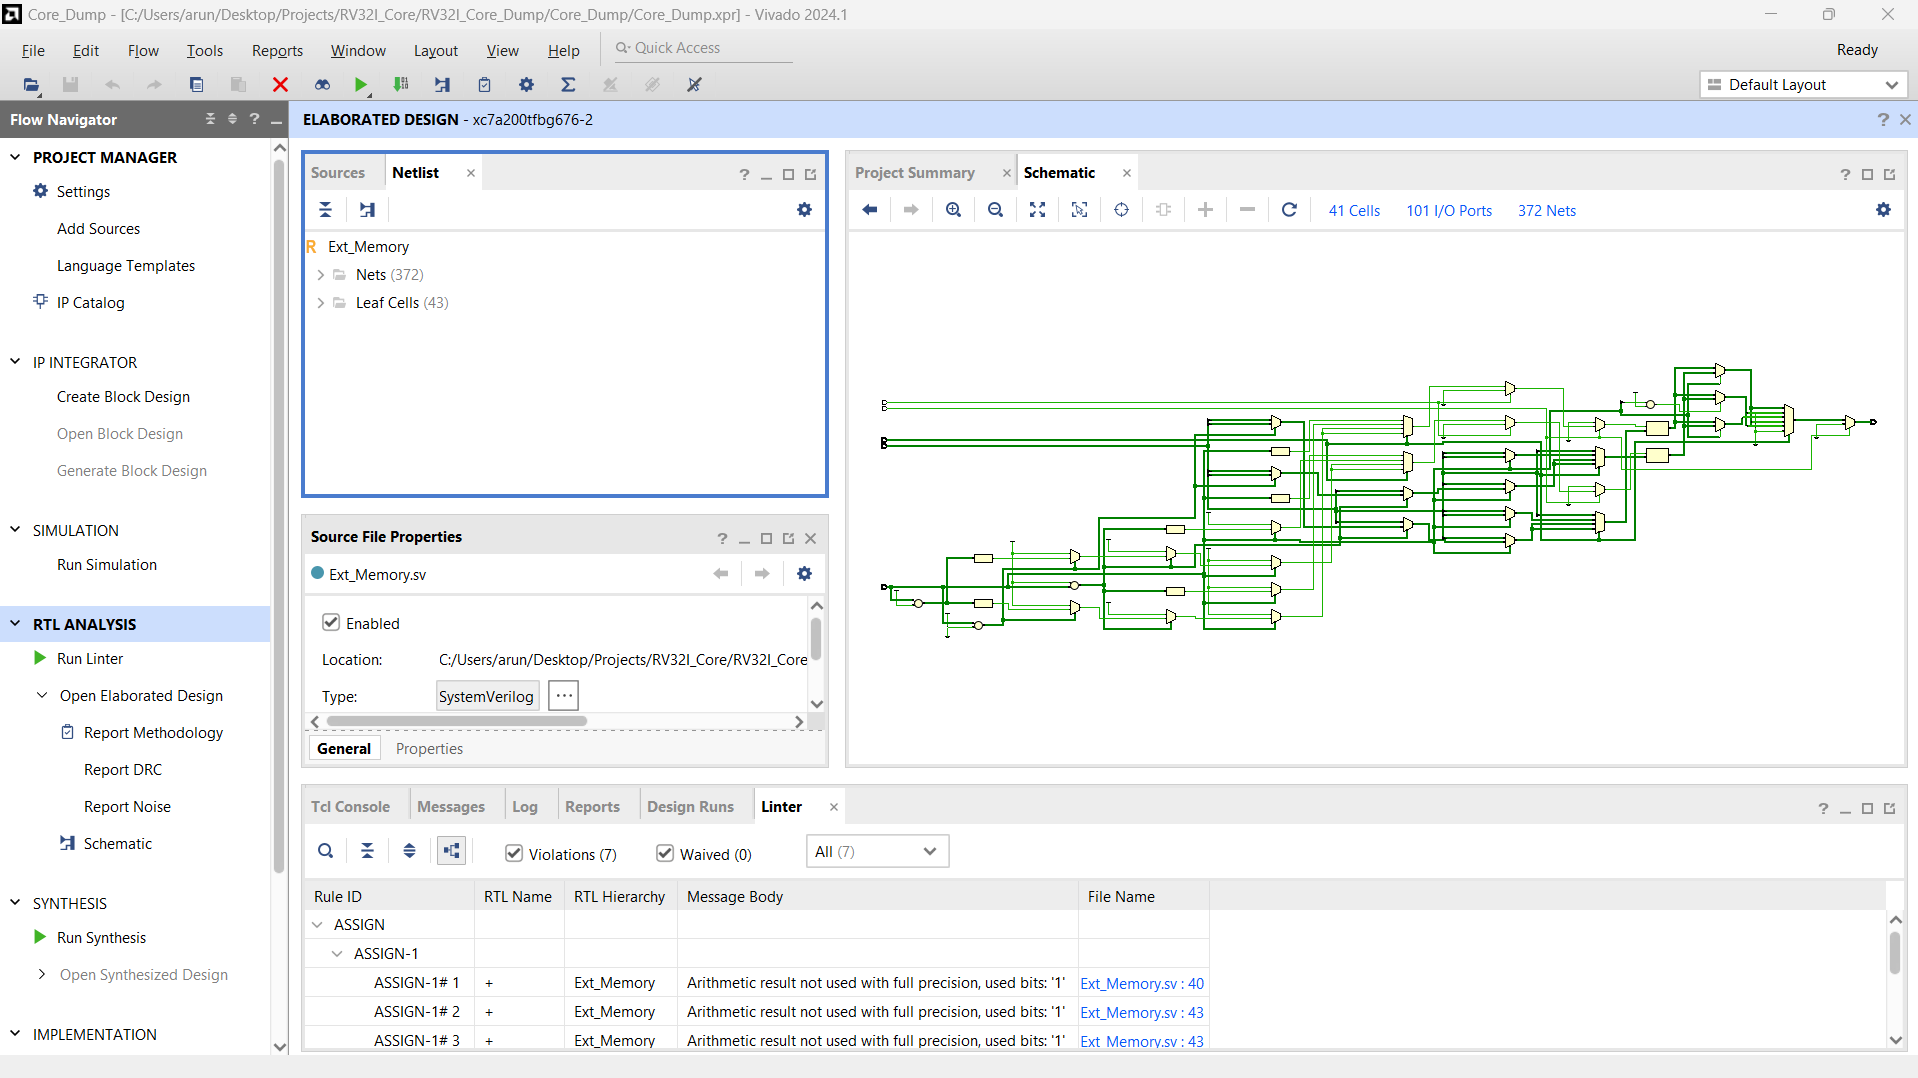 Core_Dump - [C:/Users/arun/Desktop/Projects/RV32I_Core/RV32I_Core_Dump/Core_Dump/Core_Dump.xpr] - Vivado 2024.1
File Edit Flow Tools Reports Window Layout View Help Quick Access Ready
Default Layout
Flow Navigator ?
ELABORATED DESIGN - xc7a200tfbg676-2 ?
PROJECT MANAGER
Settings
Add Sources
Language Templates
IP Catalog
IP INTEGRATOR
Create Block Design
Open Block Design
Generate Block Design
SIMULATION
Run Simulation
RTL ANALYSIS
Run Linter
Open Elaborated Design
Report Methodology
Report DRC
Report Noise
Schematic
SYNTHESIS
Run Synthesis
Open Synthesized Design
IMPLEMENTATION
Sources Netlist ?
R Ext_Memory
Nets (372)
Leaf Cells (43)
Source File Properties ?
Ext_Memory.sv
Enabled
Location: C:/Users/arun/Desktop/Projects/RV32I_Core/RV32I_Core
Type: SystemVerilog ...
General Properties
Project Summary Schematic ?
41 Cells 101 I/O Ports 372 Nets
Tcl Console Messages Log Reports Design Runs Linter ?
Violations (7) Waived (0) All (7)
Rule ID RTL Name RTL Hierarchy Message Body File Name
ASSIGN
ASSIGN-1
ASSIGN-1# 1 + Ext_Memory Arithmetic result not used with full precision, used bits: '1' Ext_Memory.sv : 40
ASSIGN-1# 2 + Ext_Memory Arithmetic result not used with full precision, used bits: '1' Ext_Memory.sv : 43
ASSIGN-1# 3 + Ext_Memory Arithmetic result not used with full precision, used bits: '1' Ext_Memory.sv : 43